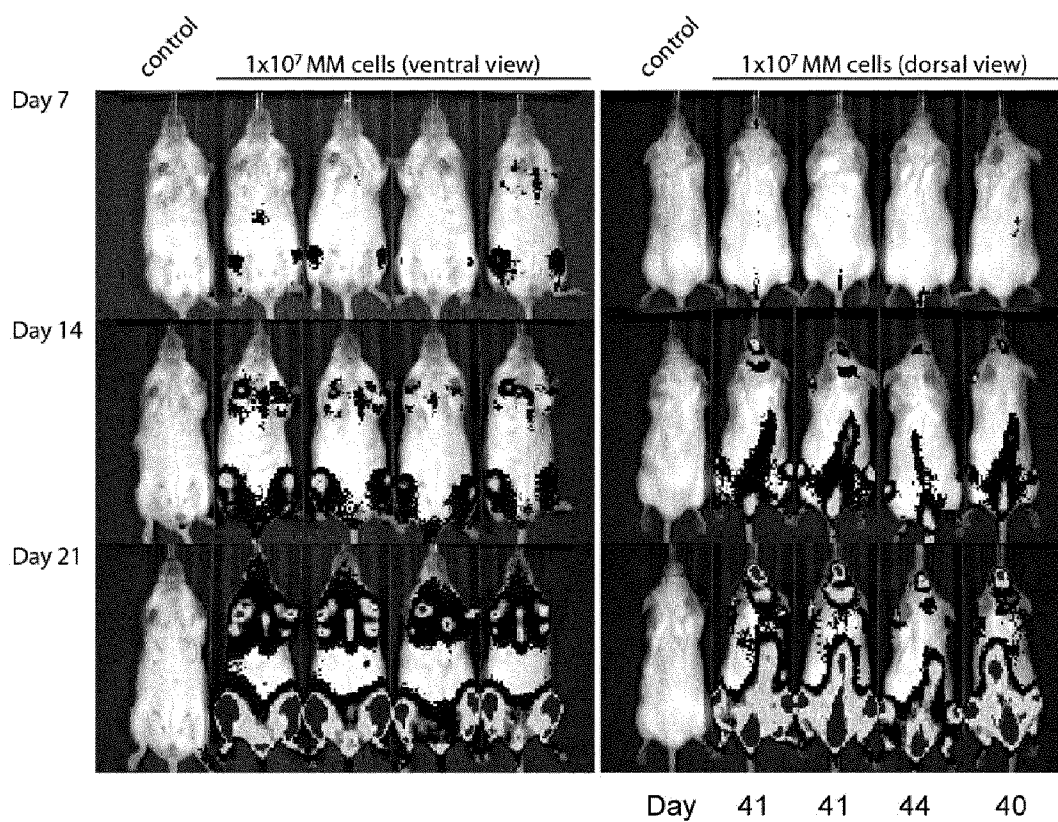 control
1x10⁷ MM cells (ventral view)
control
1x10⁷ MM cells (dorsal view)
Day 7
Day 14
Day 21
Day 41 41 44 40